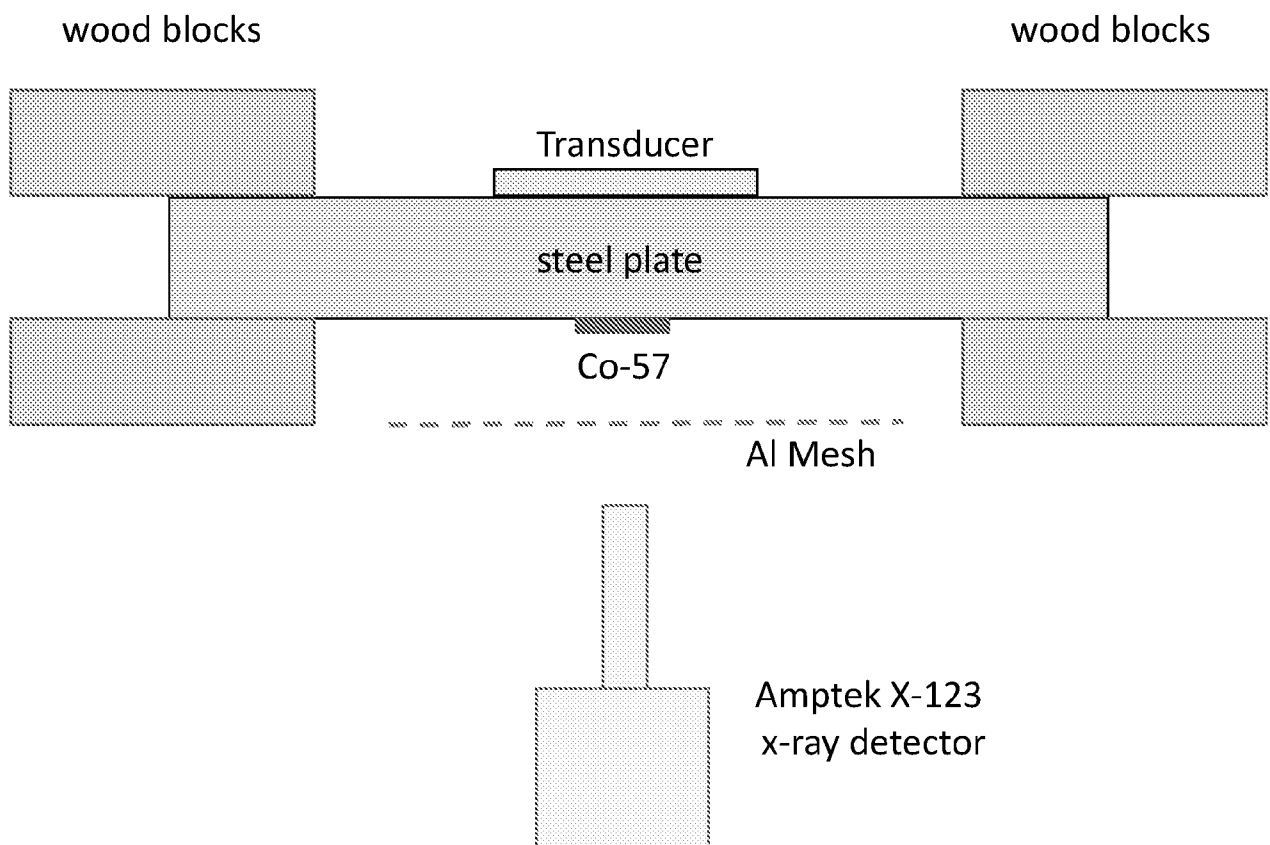 wood blocks
wood blocks
Transducer
steel plate
Co-57
Al Mesh
Amptek X-123
x-ray detector